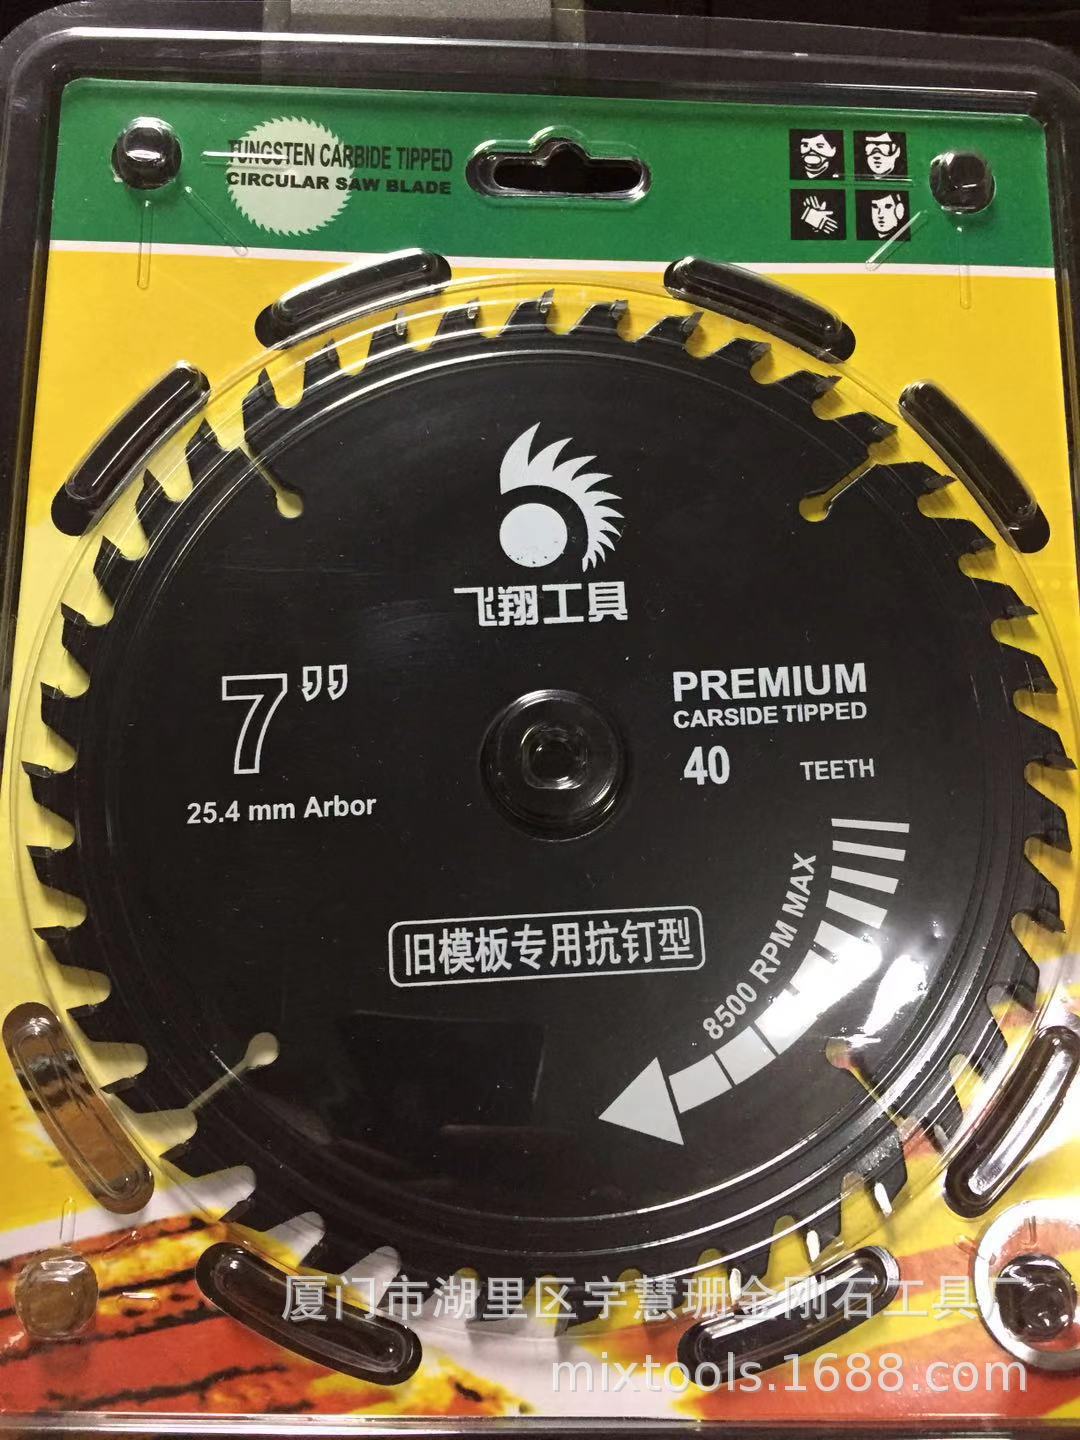 TUNGSTEN CARBIDE TIPPED
CIRCULAR SAW BLADE
飞翔工具
7"
25.4 mm Arbor
PREMIUM
CARSIDE TIPPED
40 TEETH
8500 RPM MAX
旧模板专用抗钉型
厦门市湖里区宇慧珊金刚石工具厂
mixtools.1688.com